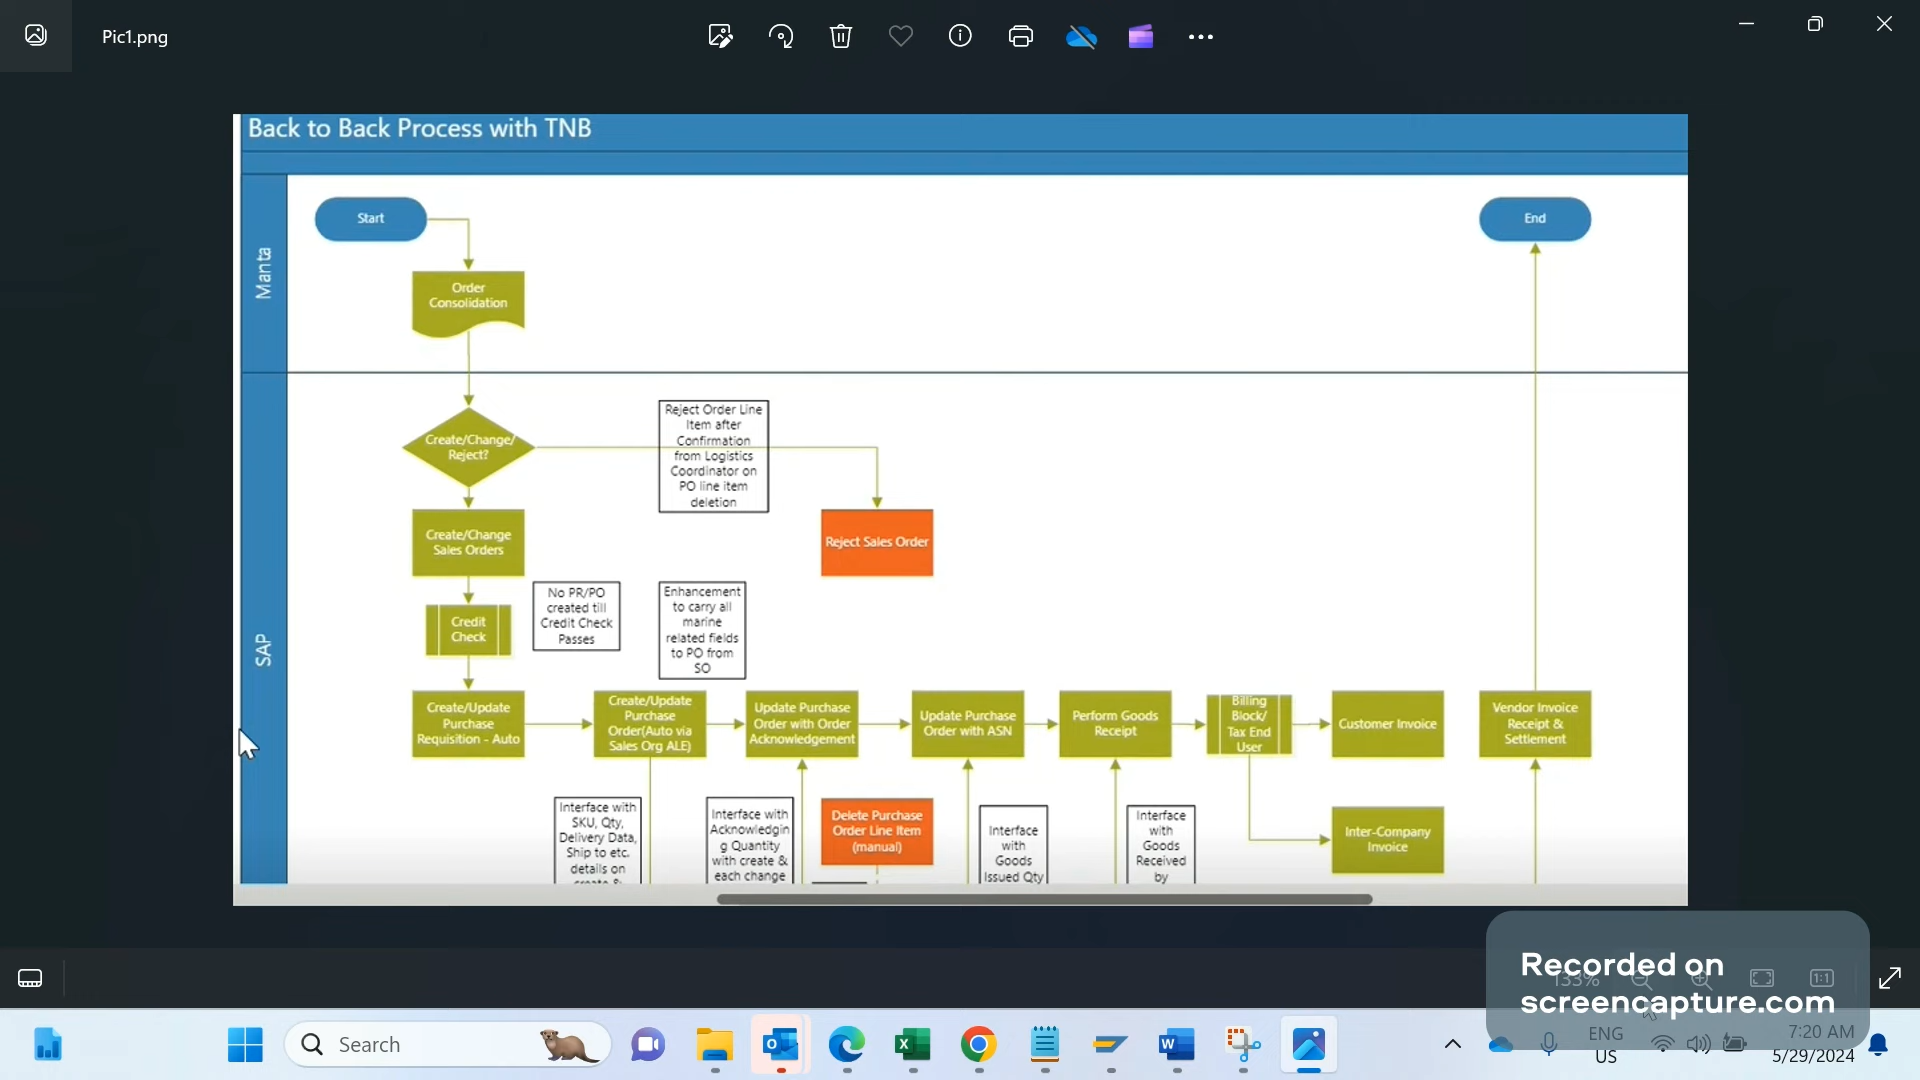 Pic1.png
Back to Back Process with TNB
Manta
Start
End
Order
Consolidation
SAP
Create/Change/
Reject?
Reject Order Line
Item after
Confirmation
from Logistics
Coordinator on
PO line item
deletion
Create/Change
Sales Orders
Reject Sales Order
Credit
Check
No PR/PO
created till
Credit Check
Passes
Enhancement
to carry all
marine
related fields
to PO from
SO
Create/Update
Purchase
Requisition - Auto
Create/Update
Purchase
Order(Auto via
Sales Org ALE)
Update Purchase
Order with Order
Acknowledgement
Update Purchase
Order with ASN
Perform Goods
Receipt
Billing
Block/
Tax End
User
Customer Invoice
Vendor Invoice
Receipt &
Settlement
Interface with
SKU, Qty,
Delivery Data,
Ship to etc.
details on
create &
Interface with
Acknowledgin
g Quantity
with create &
each change
Delete Purchase
Order Line Item
(manual)
Interface
with
Goods
Issued Qty
Interface
with
Goods
Received
by
Inter-Company
Invoice
133%
1:1
Recorded on
screencapture.com
Search
ENG
US
7:20 AM
5/29/2024